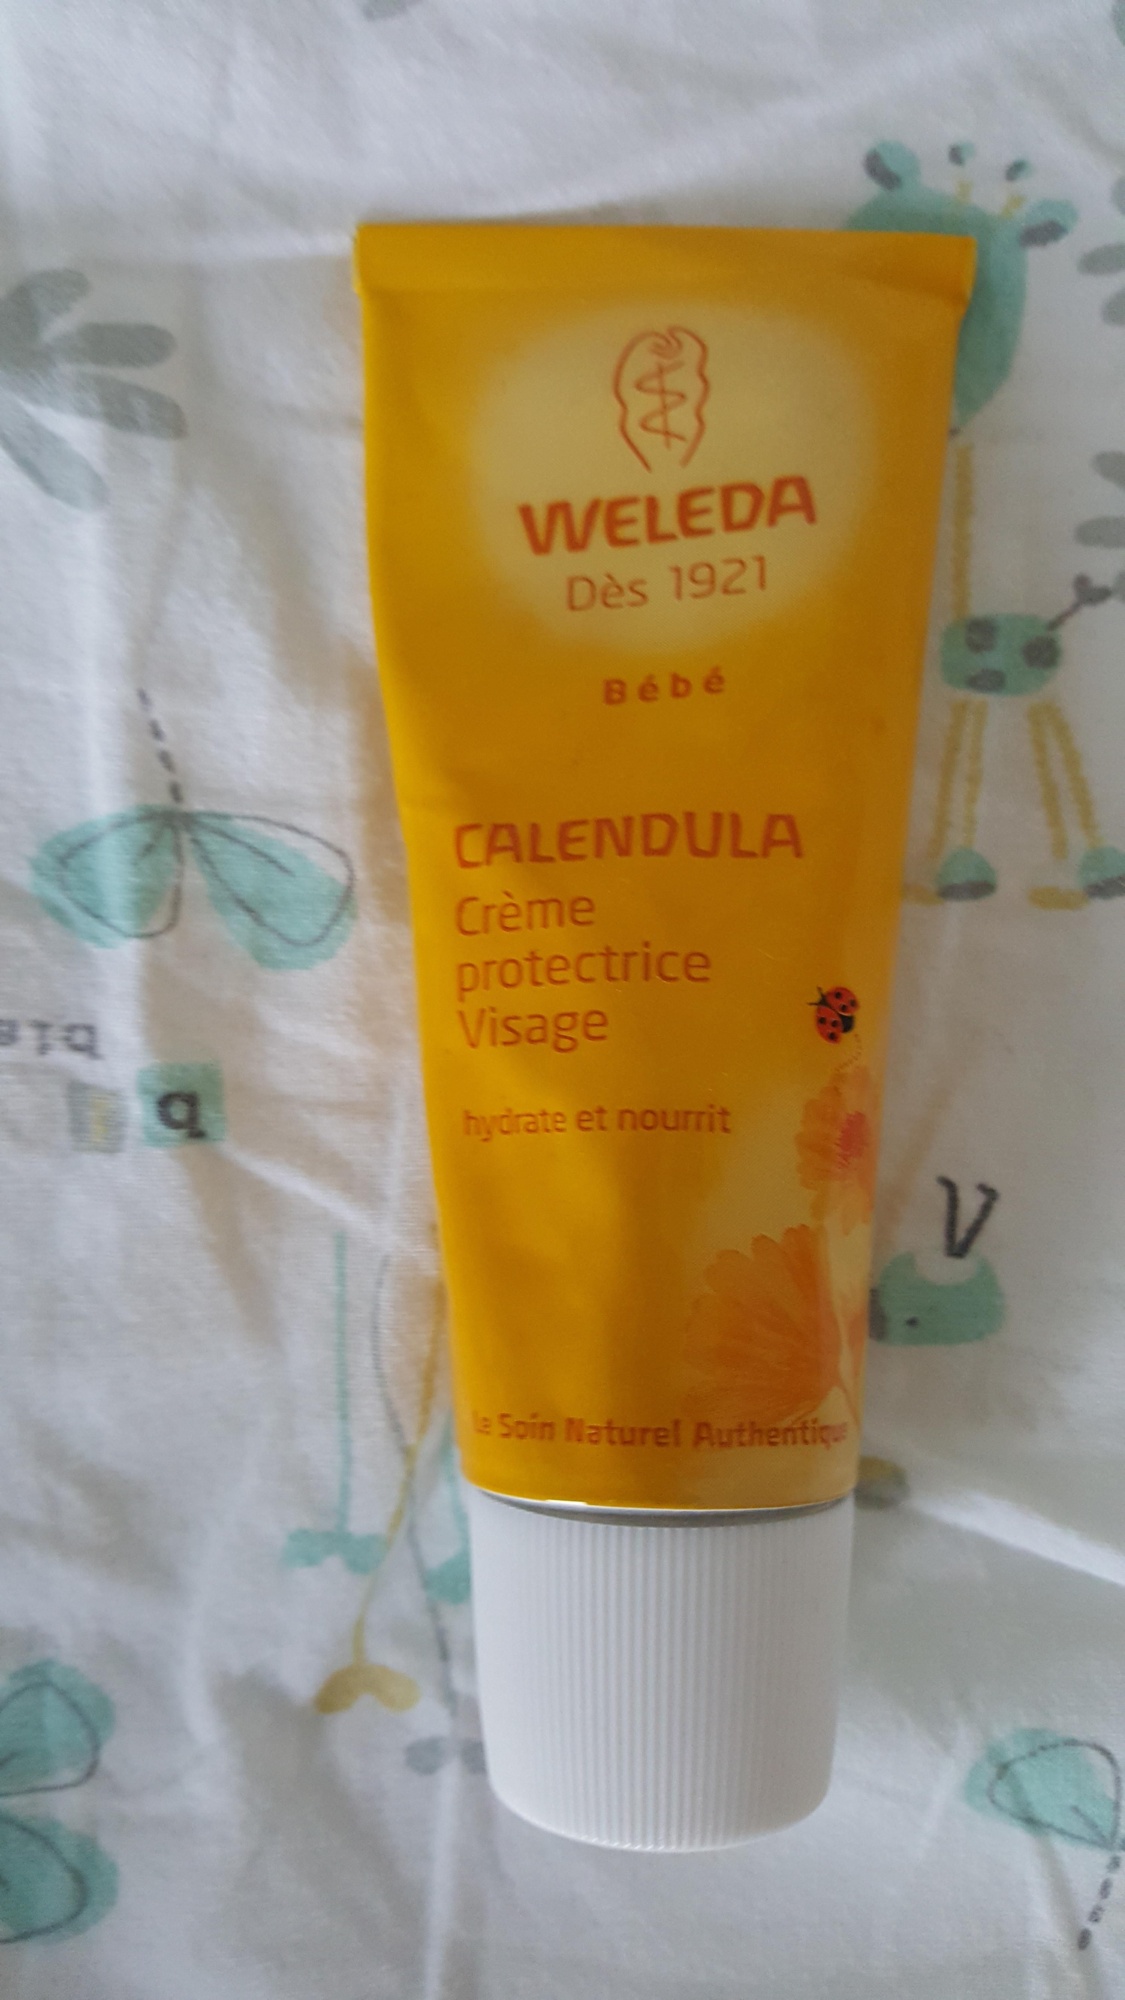 WELEDA
Dès 1921
Bébé
CALENDULA
Crème
protectrice
Visage
hydrate et nourrit
Le Soin Naturel Authentique
b
V